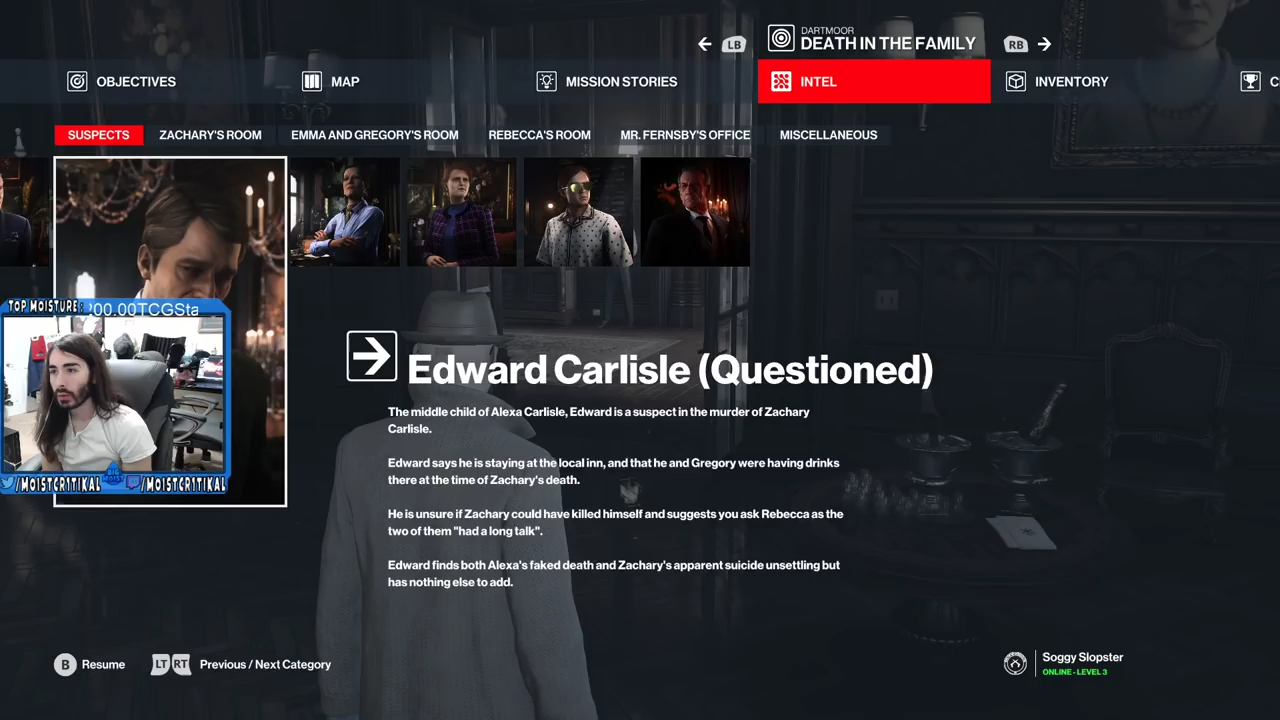 LB
DARTMOOR
DEATH IN THE FAMILY
RB
OBJECTIVES
MAP
MISSION STORIES
INTEL
INVENTORY
C
SUSPECTS
ZACHARY'S ROOM
EMMA AND GREGORY'S ROOM
REBECCA'S ROOM
MR. FERNSBY'S OFFICE
MISCELLANEOUS
TOP MOISTURE:
00.00TCGSta
Edward Carlisle (Questioned)
The middle child of Alexa Carlisle, Edward is a suspect in the murder of Zachary
Carlisle.
Edward says he is staying at the local inn, and that he and Gregory were having drinks
there at the time of Zachary's death.
He is unsure if Zachary could have killed himself and suggests you ask Rebecca as the
two of them "had a long talk".
Edward finds both Alexa's faked death and Zachary's apparent suicide unsettling but
has nothing else to add.
/MOISTCR1TIKAL
BIG
MOIST
/MOISTCR1TIKAL
B Resume
LT RT Previous / Next Category
Soggy Slopster
ONLINE - LEVEL 3